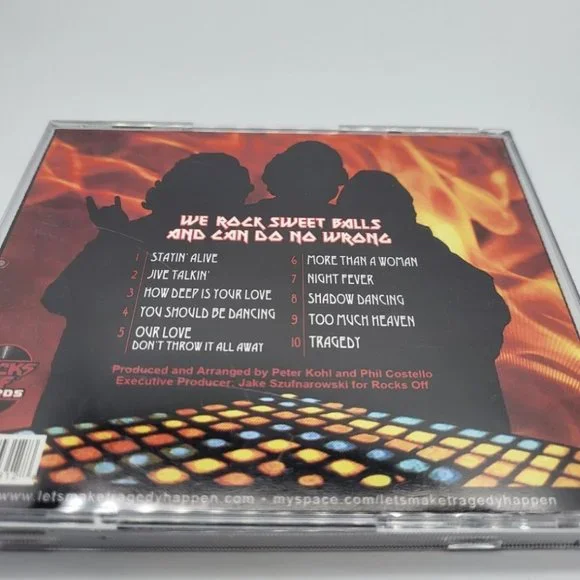 WE ROCK SWEET BALLS
AND CAN DO NO WRONG
1 STAYIN' ALIVE
2 JIVE TALKIN'
3 HOW DEEP IS YOUR LOVE
4 YOU SHOULD BE DANCING
5 OUR LOVE
DON'T THROW IT ALL AWAY
6 MORE THAN A WOMAN
7 NIGHT FEVER
8 SHADOW DANCING
9 TOO MUCH HEAVEN
10 TRAGEDY
Produced and Arranged by Peter Kohl and Phil Costello
Executive Producer: Jake Szufnarowski for Rocks Off
www.letsmaketragedyhappen.com • myspace.com/letsmaketragedyhappen